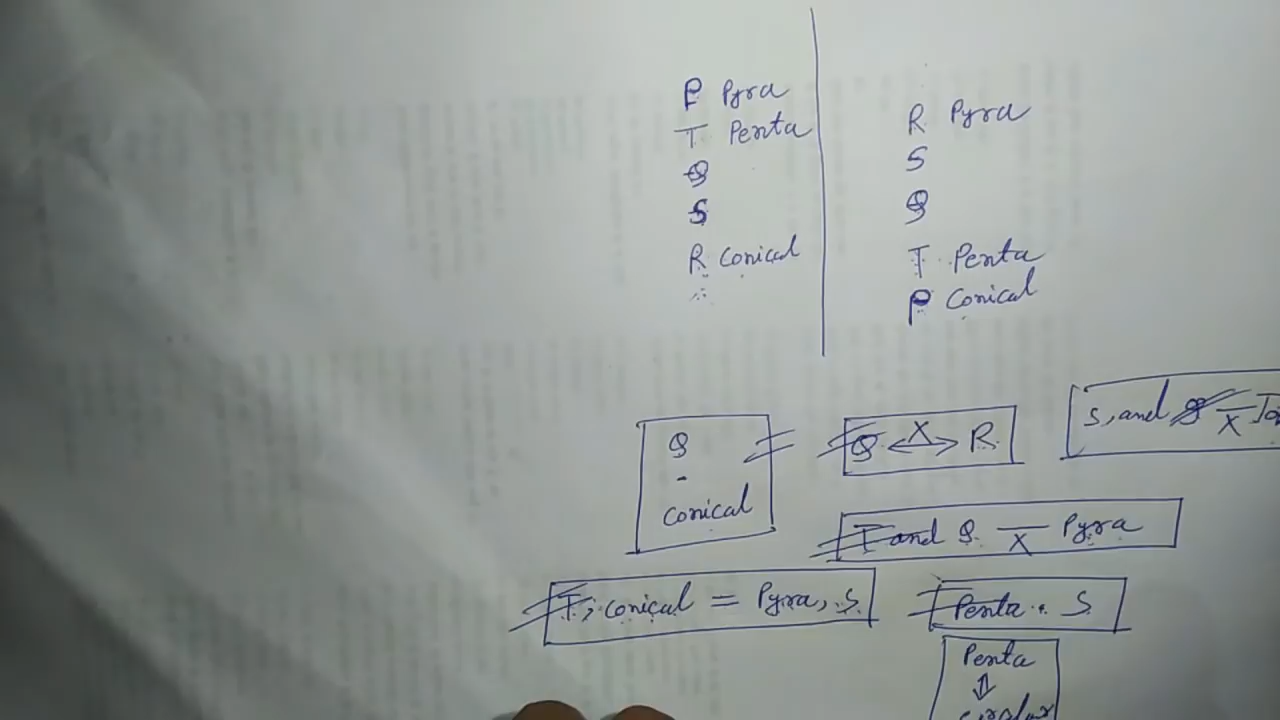 P Pyra
T Penta
Q
S
R Conical
R Pyra
S
Q
T Penta
P Conical
Q
-
conical
Q ↔ R
X
S, and Q X
T and Q X Pyra
T, conical = Pyra, S
Penta . S
Penta
⇕